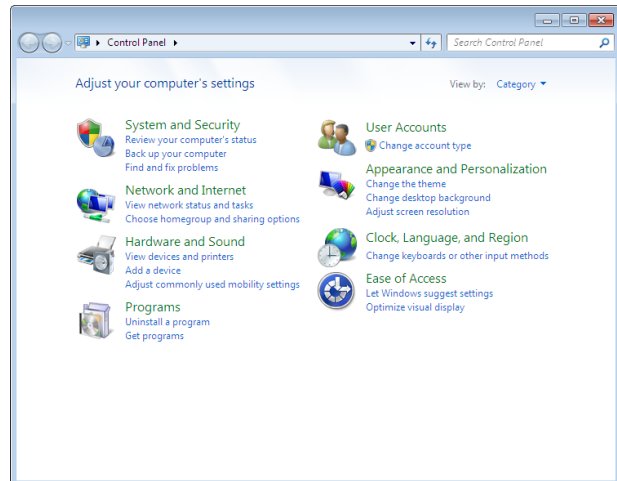 Control Panel
Search Control Panel
Adjust your computer's settings
View by: Category
System and Security
Review your computer's status
Back up your computer
Find and fix problems
Network and Internet
View network status and tasks
Choose homegroup and sharing options
Hardware and Sound
View devices and printers
Add a device
Adjust commonly used mobility settings
Programs
Uninstall a program
Get programs
User Accounts
Change account type
Appearance and Personalization
Change the theme
Change desktop background
Adjust screen resolution
Clock, Language, and Region
Change keyboards or other input methods
Ease of Access
Let Windows suggest settings
Optimize visual display